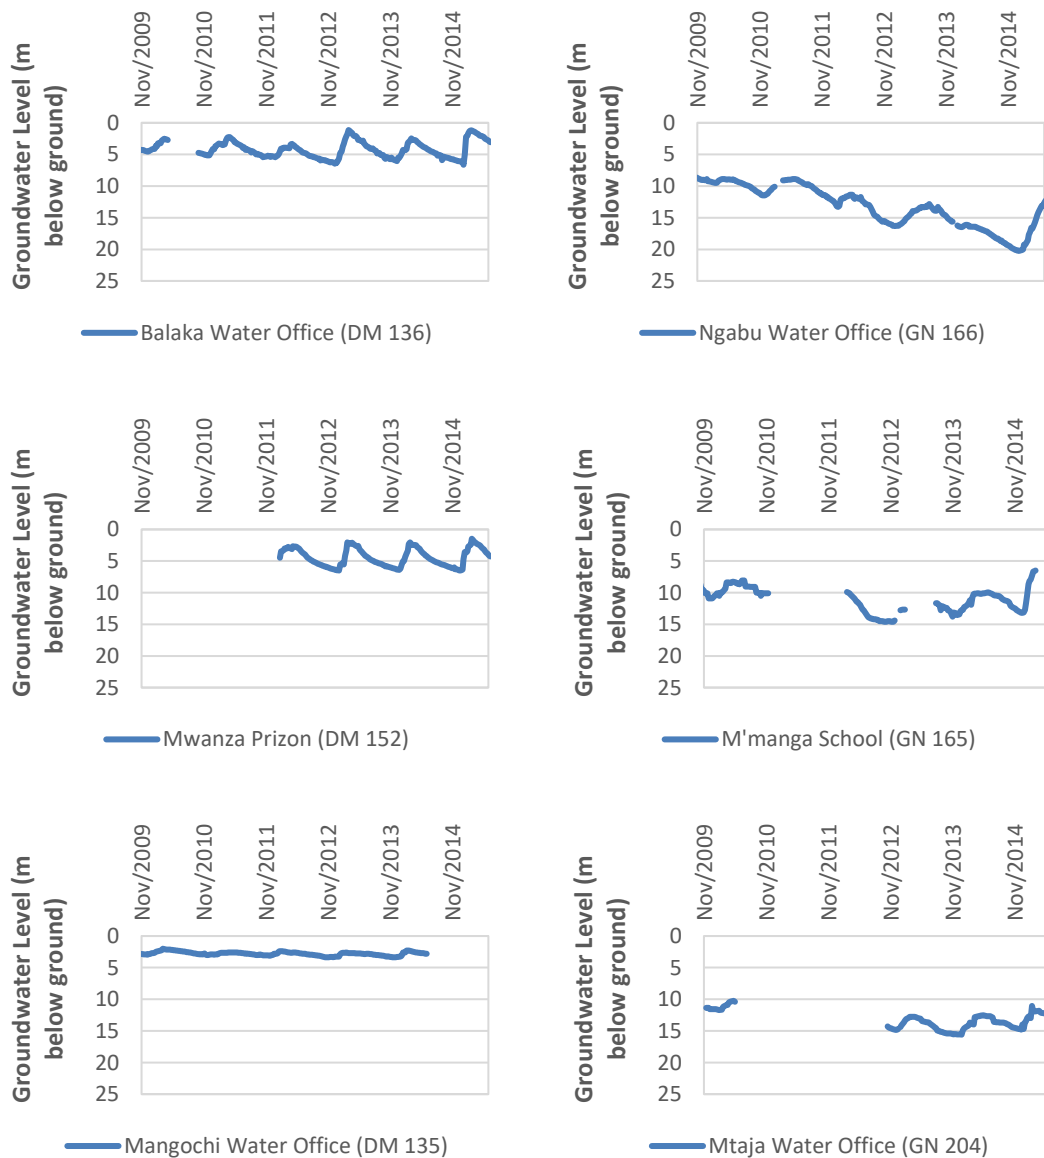 Nov/2009
Nov/2010
Nov/2011
Nov/2012
Nov/2013
Nov/2014
Groundwater Level (m
below ground)
0
5
10
15
20
25
Balaka Water Office (DM 136)
Nov/2009
Nov/2010
Nov/2011
Nov/2012
Nov/2013
Nov/2014
Groundwater Level (m
below ground)
0
5
10
15
20
25
Ngabu Water Office (GN 166)
Nov/2009
Nov/2010
Nov/2011
Nov/2012
Nov/2013
Nov/2014
Groundwater Level (m
below ground)
0
5
10
15
20
25
Mwanza Prizon (DM 152)
Nov/2009
Nov/2010
Nov/2011
Nov/2012
Nov/2013
Nov/2014
Groundwater Level (m
below ground)
0
5
10
15
20
25
M'manga School (GN 165)
Nov/2009
Nov/2010
Nov/2011
Nov/2012
Nov/2013
Nov/2014
Groundwater Level (m
below ground)
0
5
10
15
20
25
Mangochi Water Office (DM 135)
Nov/2009
Nov/2010
Nov/2011
Nov/2012
Nov/2013
Nov/2014
Groundwater Level (m
below ground)
0
5
10
15
20
25
Mtaja Water Office (GN 204)